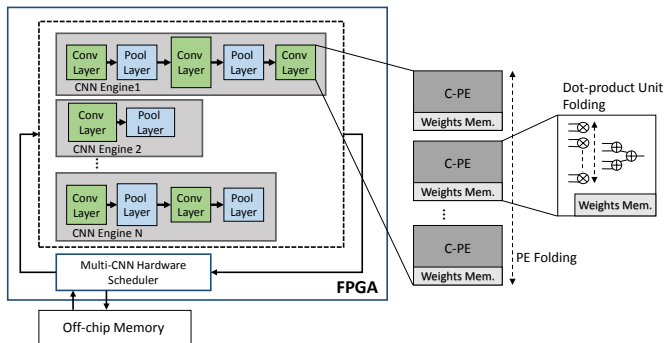 Conv
Layer
Pool
Layer
Conv
Layer
Pool
Layer
Conv
Layer
CNN Engine1
Conv
Layer
Pool
Layer
CNN Engine 2
...
Conv
Layer
Pool
Layer
Conv
Layer
Pool
Layer
CNN Engine N
Multi-CNN Hardware
Scheduler
FPGA
Off-chip Memory
C-PE
Weights Mem.
C-PE
Weights Mem.
...
C-PE
Weights Mem.
PE Folding
Dot-product Unit
Folding
Weights Mem.